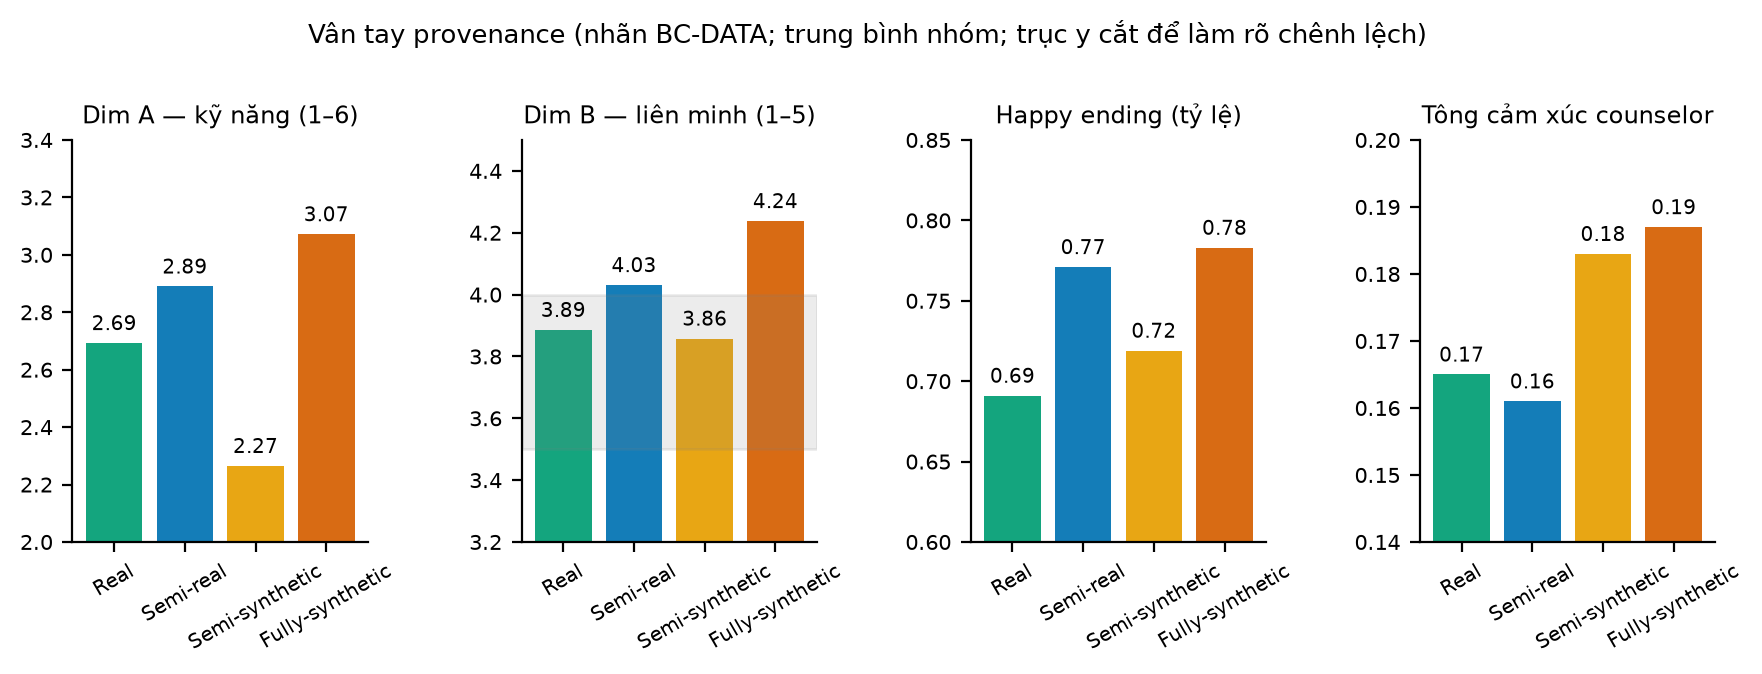 Vân tay provenance (nhãn BC-DATA; trung bình nhóm; trục y cắt để làm rõ chênh lệch)
Dim A — kỹ năng (1–6)
3.4
3.2
3.0
2.8
2.6
2.4
2.2
2.0
2.69
2.89
2.27
3.07
Real
Semi-real
Semi-synthetic
Fully-synthetic
Dim B — liên minh (1–5)
4.4
4.2
4.0
3.8
3.6
3.4
3.2
3.89
4.03
3.86
4.24
Real
Semi-real
Semi-synthetic
Fully-synthetic
Happy ending (tỷ lệ)
0.85
0.80
0.75
0.70
0.65
0.60
0.69
0.77
0.72
0.78
Real
Semi-real
Semi-synthetic
Fully-synthetic
Tông cảm xúc counselor
0.20
0.19
0.18
0.17
0.16
0.15
0.14
0.17
0.16
0.18
0.19
Real
Semi-real
Semi-synthetic
Fully-synthetic